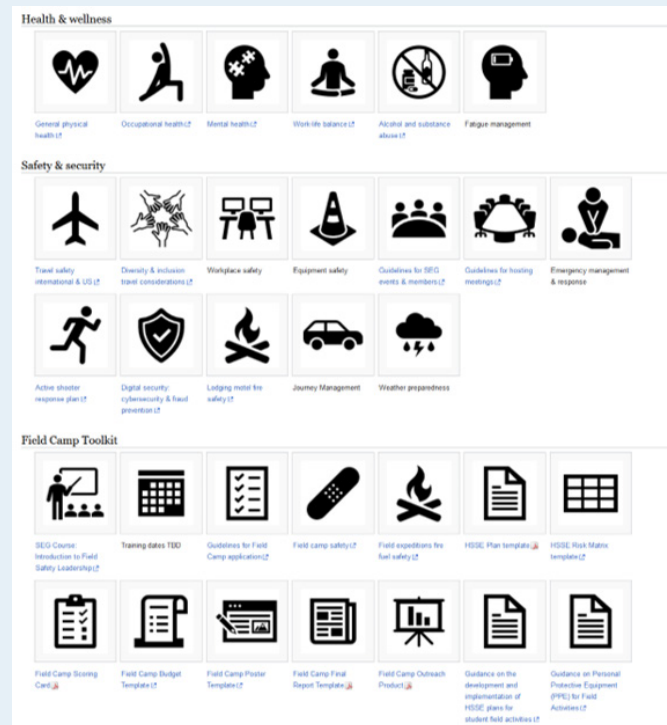 Health & wellness
General physical
health
Occupational health
Mental health
Work-life balance
Alcohol and substance
abuse
Fatigue management
Safety & security
Travel safety
international & US
Diversity & inclusion
travel considerations
Workplace safety
Equipment safety
Guidelines for SEG
events & members
Guidelines for hosting
meetings
Emergency management
& response
Active shooter
response plan
Digital security:
cybersecurity & fraud
prevention
Lodging motel fire
safety
Journey Management
Weather preparedness
Field Camp Toolkit
SEG Course:
Introduction to Field
Safety Leadership
Training dates TBD
Guidelines for Field
Camp application
Field camp safety
Field expeditions fire
fuel safety
HSSE Plan template
HSSE Risk Matrix
template
Field Camp Scoring
Card
Field Camp Budget
Template
Field Camp Poster
Template
Field Camp Final
Report Template
Field Camp Outreach
Product
Guidance on the
development and
implementation of
HSSE plans for
student field activities
Guidance on Personal
Protective Equipment
(PPE) for Field
Activities